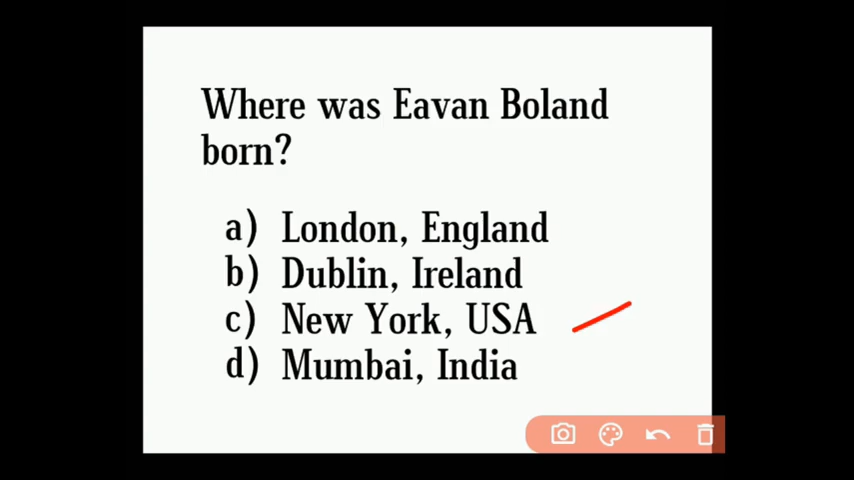 Where was Eavan Boland
born?
a) London, England
b) Dublin, Ireland
c) New York, USA
d) Mumbai, India